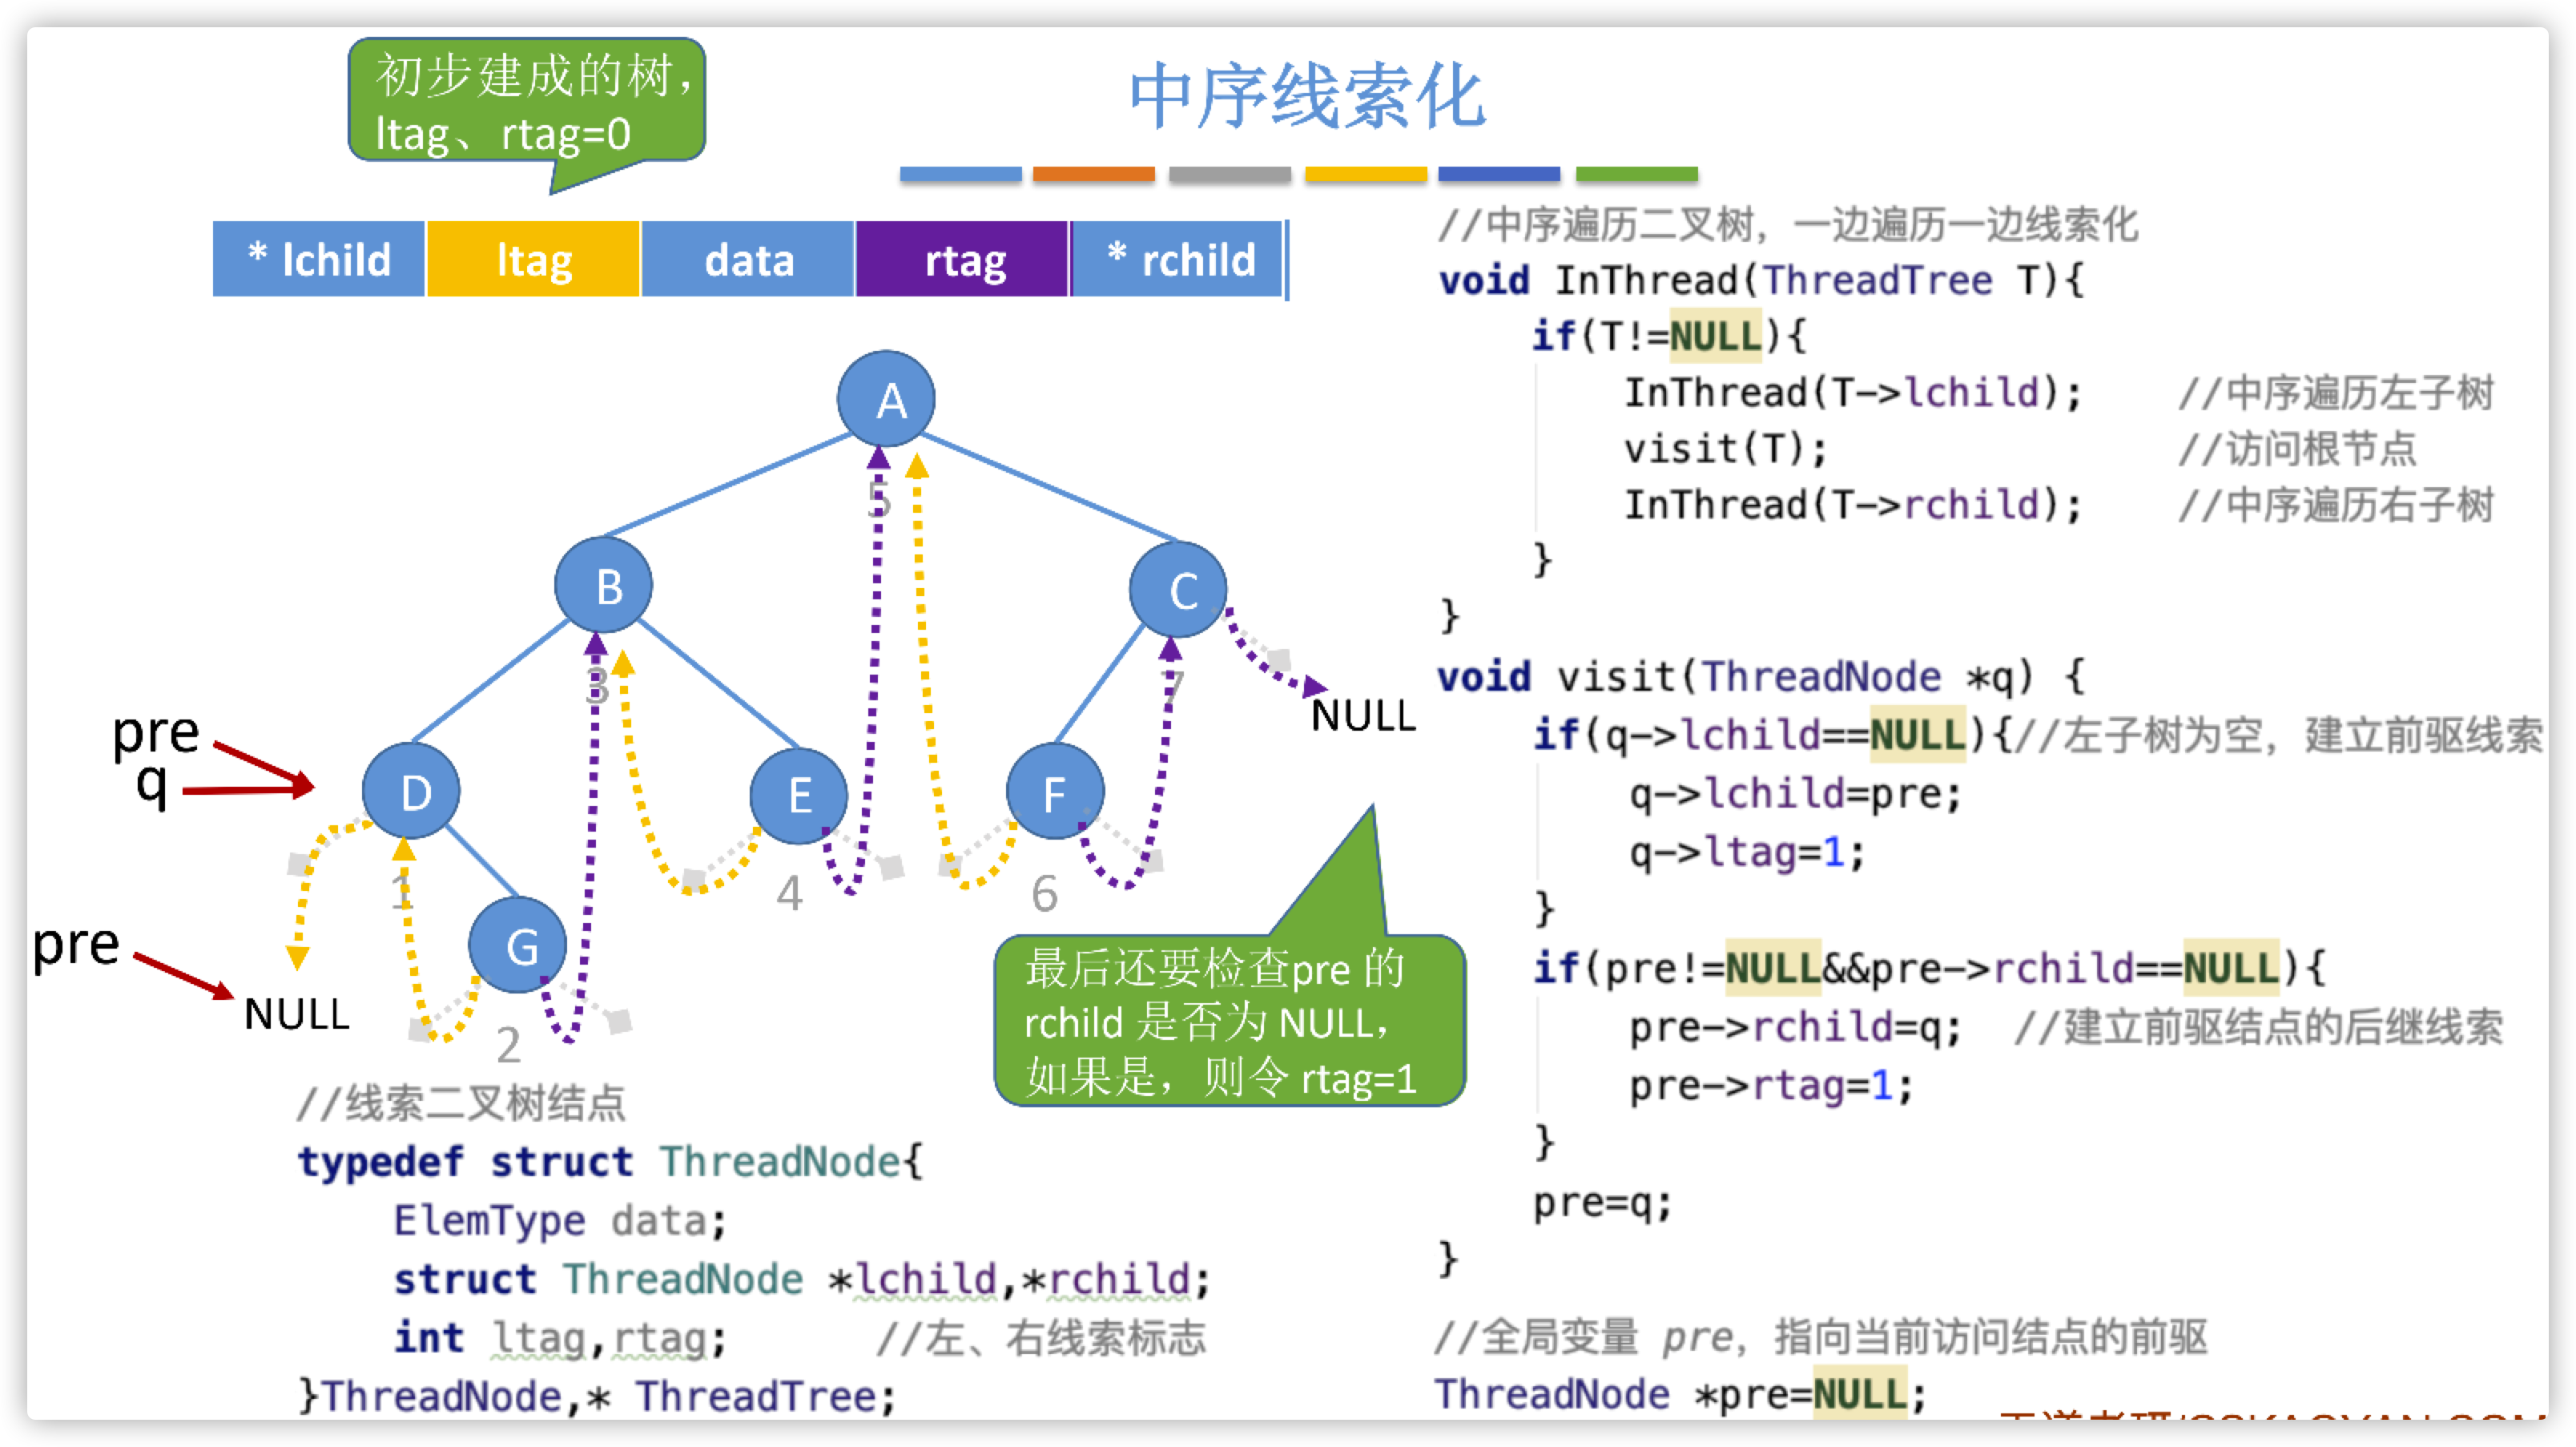 初步建成的树，
ltag、rtag=0
中序线索化
* lchild
ltag
data
rtag
* rchild
A
5
B
C
3
7
NULL
pre
q
D
E
F
1
4
6
pre
G
NULL
2
最后还要检查pre 的
rchild 是否为 NULL，
如果是，则令 rtag=1
//线索二叉树结点
typedef struct ThreadNode{
ElemType data;
struct ThreadNode *lchild,*rchild;
int ltag,rtag; //左、右线索标志
}ThreadNode,* ThreadTree;
//中序遍历二叉树，一边遍历一边线索化
void InThread(ThreadTree T){
if(T!=NULL){
InThread(T->lchild); //中序遍历左子树
visit(T); //访问根节点
InThread(T->rchild); //中序遍历右子树
}
}
void visit(ThreadNode *q) {
if(q->lchild==NULL){//左子树为空，建立前驱线索
q->lchild=pre;
q->ltag=1;
}
if(pre!=NULL&&pre->rchild==NULL){
pre->rchild=q; //建立前驱结点的后继线索
pre->rtag=1;
}
pre=q;
}
//全局变量 pre，指向当前访问结点的前驱
ThreadNode *pre=NULL;